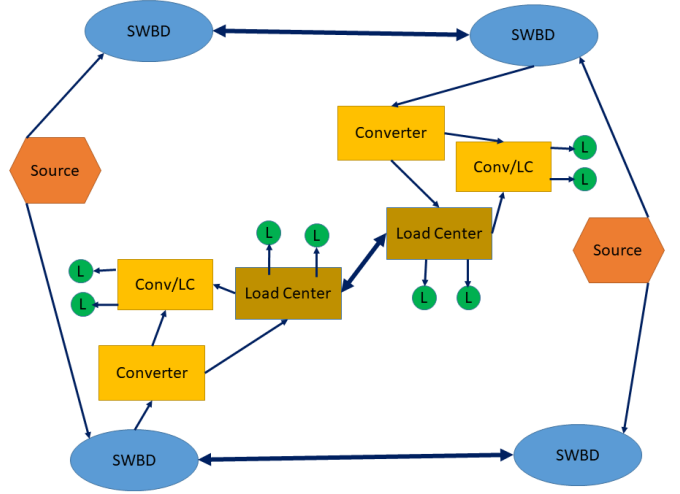 SWBD
SWBD
Converter
L
Source
Conv/LC
L
L
L
Load Center
Source
L
Conv/LC
Load Center
L
L
L
Converter
SWBD
SWBD